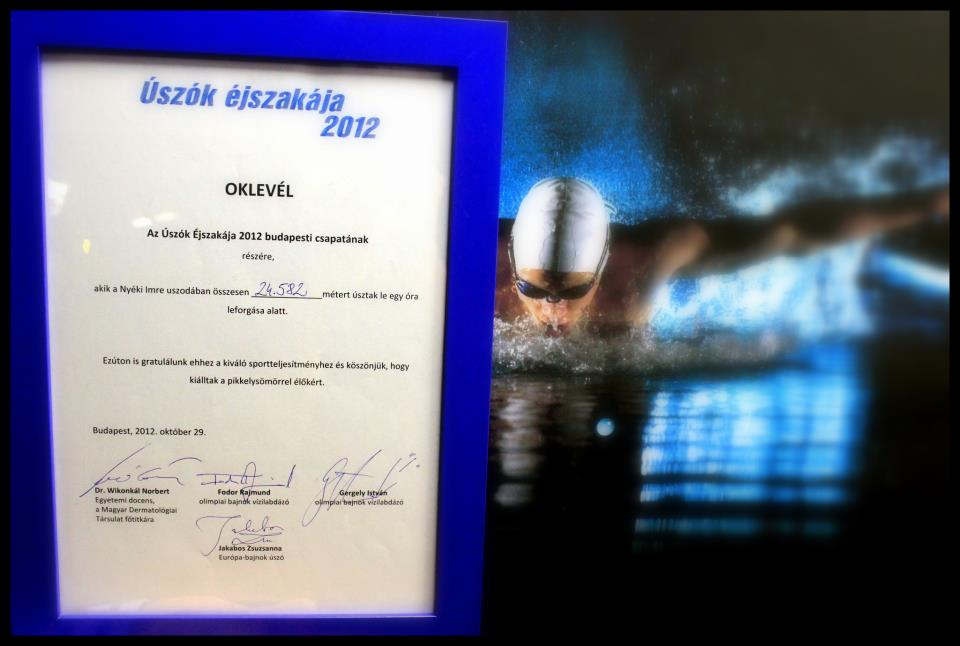 Úszók éjszakája
2012
OKLEVÉL
Az Úszók Éjszakája 2012 budapesti csapatának
részére,
akik a Nyéki Imre uszodában összesen 24.582 métert úsztak le egy óra
leforgása alatt.
Ezúton is gratulálunk ehhez a kiváló sportteljesítményhez és köszönjük, hogy
kiálltak a pikkelysömörrel élőkért.
Budapest, 2012. október 29.
Dr. Wikonkál Norbert
Egyetemi docens,
a Magyar Dermatológiai
Társulat főtitkára
Fodor Rajmund
olimpiai bajnok vízilabdázó
Gergely István
olimpiai bajnok vízilabdázó
Jakabos Zsuzsanna
Európa-bajnok úszó